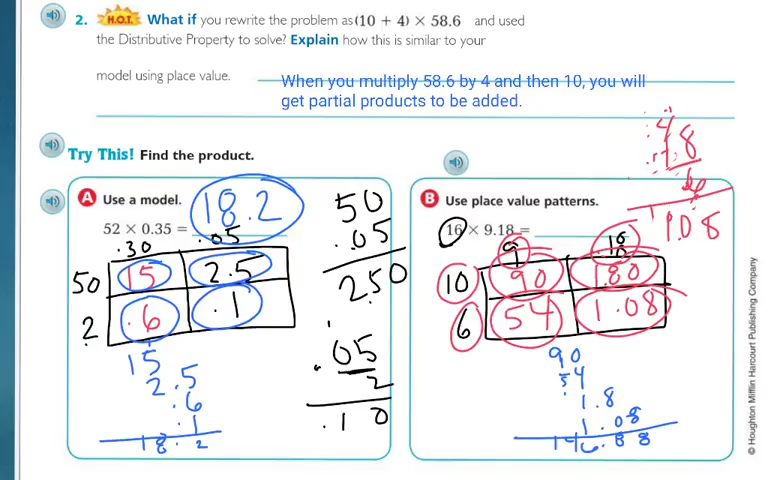 2. H.O.T. What if you rewrite the problem as (10 + 4) × 58.6 and used
the Distributive Property to solve? Explain how this is similar to your
model using place value.
When you multiply 58.6 by 4 and then 10, you will
get partial products to be added.
Try This! Find the product.
A Use a model.
52 × 0.35 =
18.2
.30 .05
50 15 2.5
2 .6 .1
15
2.5
.6
.1
18.2
50
.05
2.50
.05
2
.10
B Use place value patterns.
16 × 9.18 =
9
10 90 1.80
6 54 1.08
90
54
1.8
1.08
146.88
1.08
© Houghton Mifflin Harcourt Publishing Company